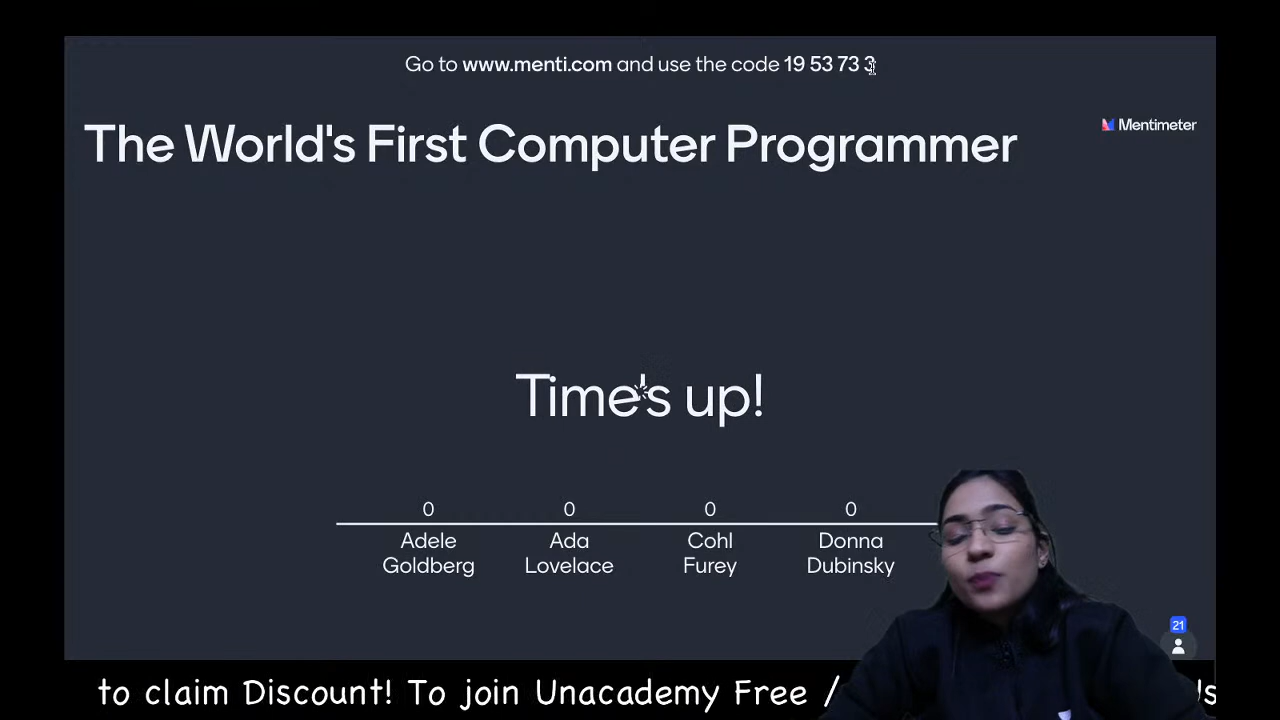 Go to www.menti.com and use the code 19 53 73 3
The World's First Computer Programmer
Mentimeter
Time's up!
0 0 0 0
Adele Goldberg
Ada Lovelace
Cohl Furey
Donna Dubinsky
21
to claim Discount! To join Unacademy Free /